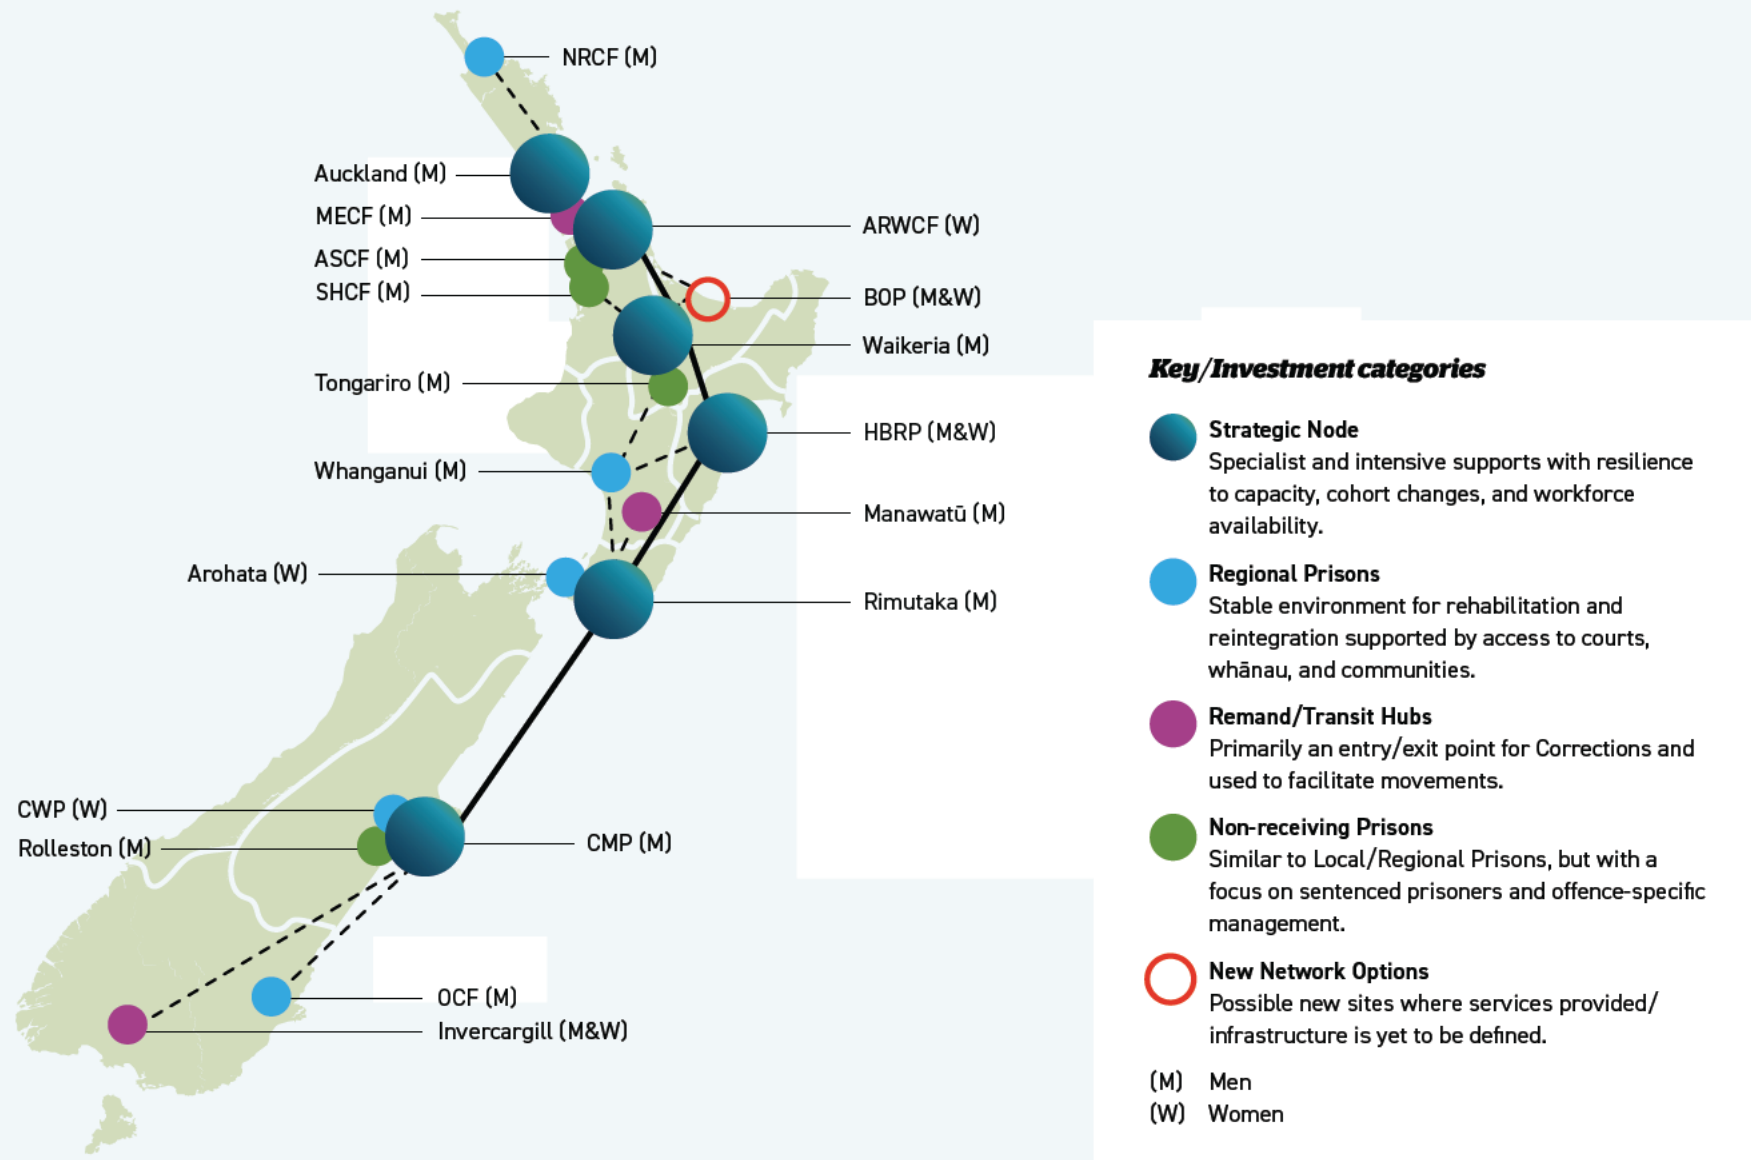 NRCF (M)
Auckland (M)
MECF (M)
ASCF (M)
SHCF (M)
Tongariro (M)
Whanganui (M)
Arohata (W)
CWP (W)
Rolleston (M)
ARWCF (W)
BOP (M&W)
Waikeria (M)
HBRP (M&W)
Manawatū (M)
Rimutaka (M)
CMP (M)
OCF (M)
Invercargill (M&W)
Key/Investment categories
Strategic Node
Specialist and intensive supports with resilience
to capacity, cohort changes, and workforce
availability.
Regional Prisons
Stable environment for rehabilitation and
reintegration supported by access to courts,
whānau, and communities.
Remand/Transit Hubs
Primarily an entry/exit point for Corrections and
used to facilitate movements.
Non-receiving Prisons
Similar to Local/Regional Prisons, but with a
focus on sentenced prisoners and offence-specific
management.
New Network Options
Possible new sites where services provided/
infrastructure is yet to be defined.
(M) Men
(W) Women